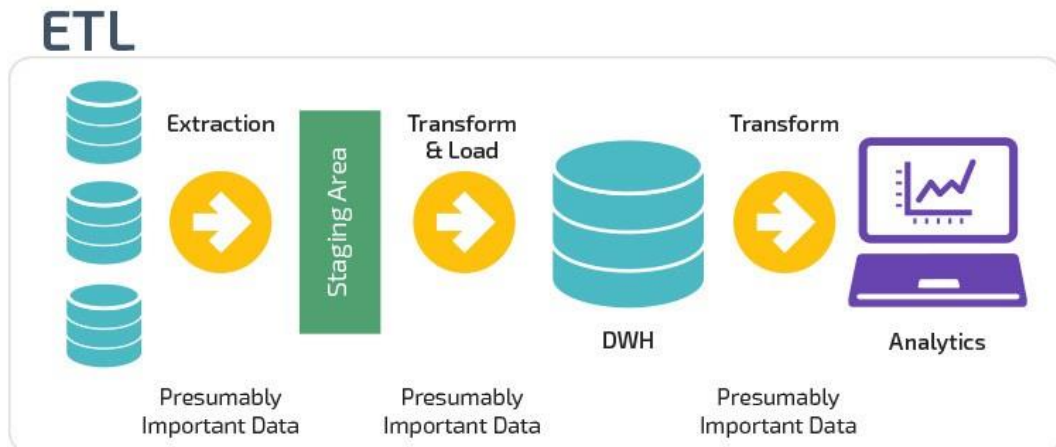 ETL
Extraction
Staging Area
Transform
& Load
Transform
DWH
Analytics
Presumably
Important Data
Presumably
Important Data
Presumably
Important Data